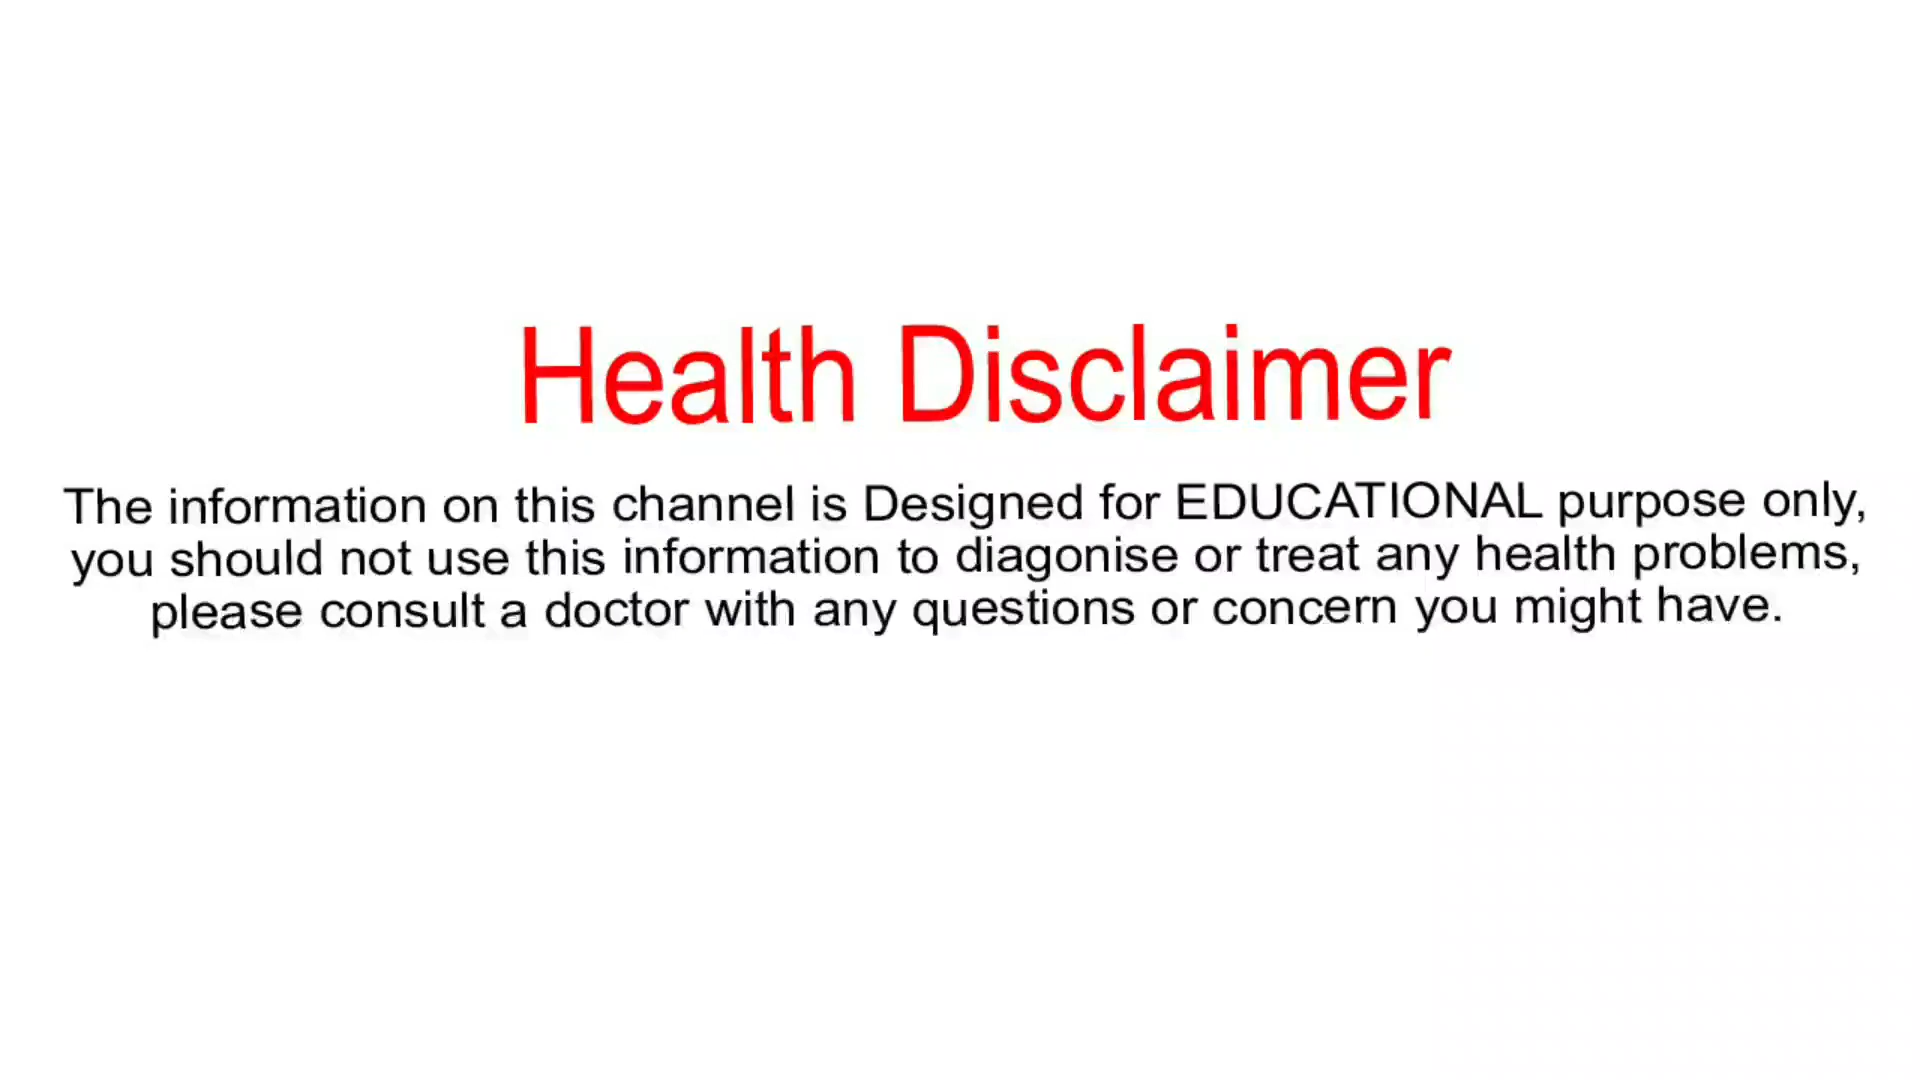 Health Disclaimer
The information on this channel is Designed for EDUCATIONAL purpose only,
you should not use this information to diagonise or treat any health problems,
please consult a doctor with any questions or concern you might have.